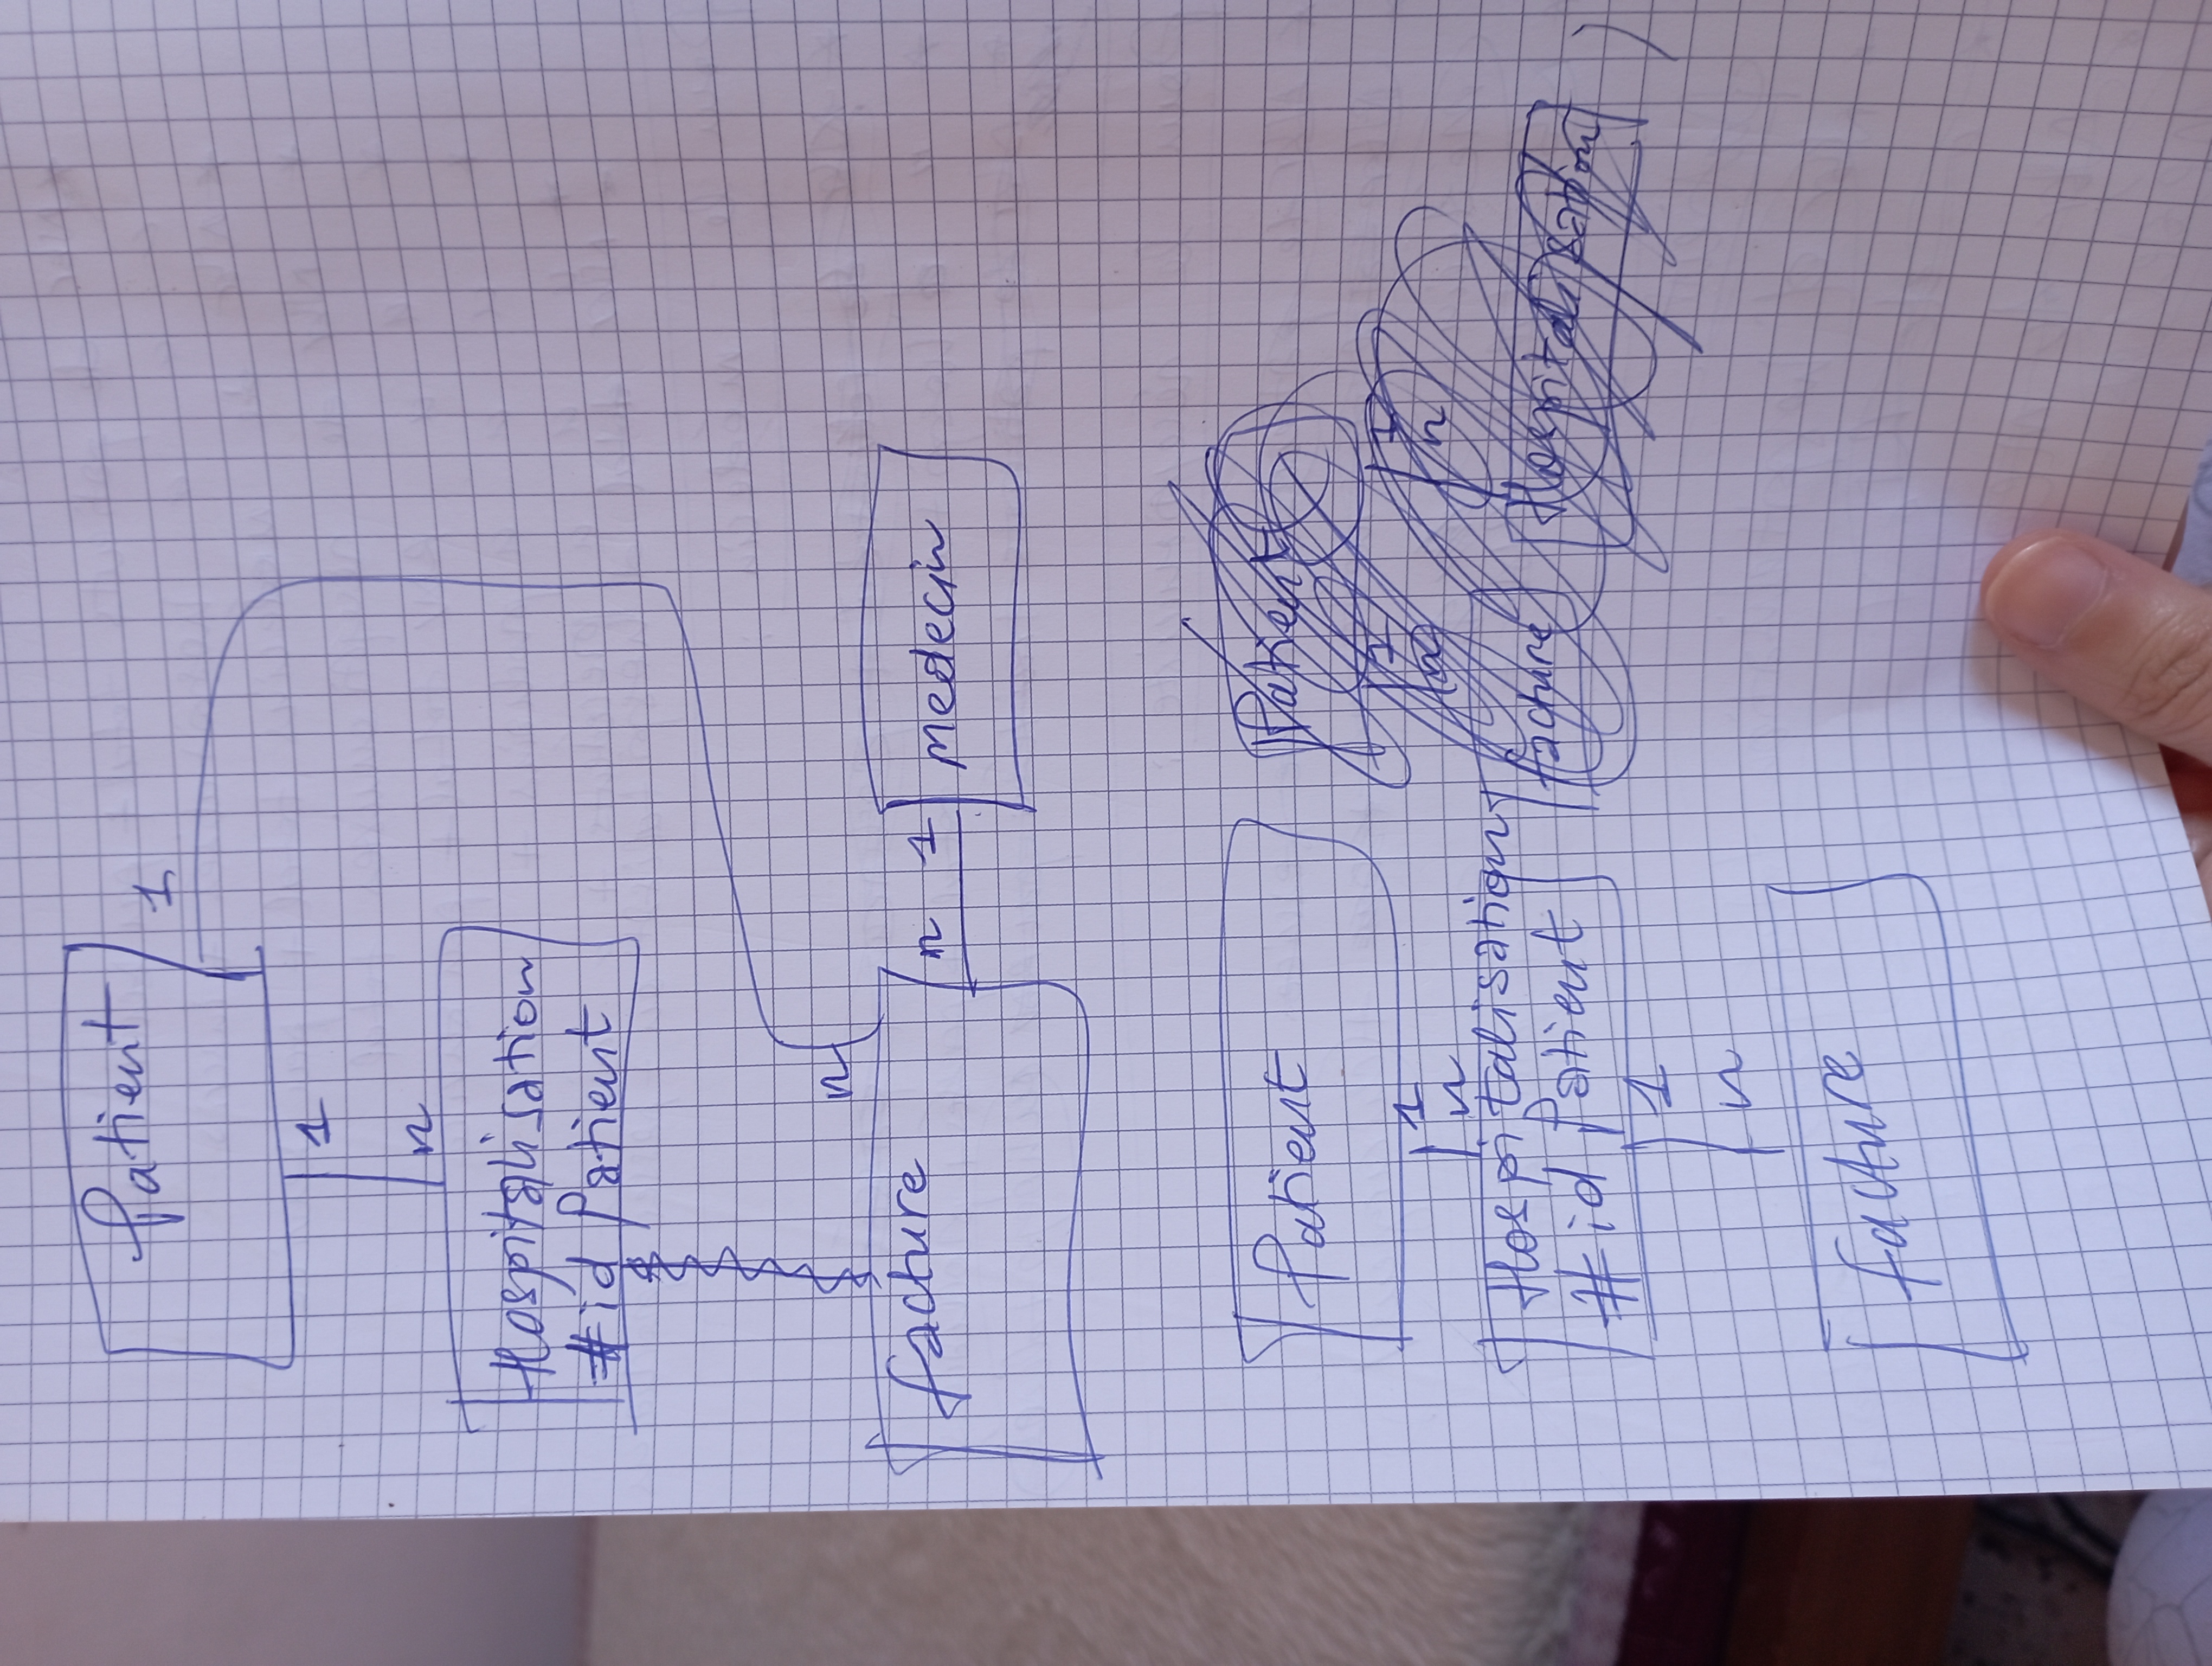 Patient
1
1
n
Hospitalisation
#id Patient
n
facture
n 1
medecin
Patient
1
n
Hospitalisation
#id Patient
1
n
facture
Patient
1
n
1
n
facture
Hospitalisation